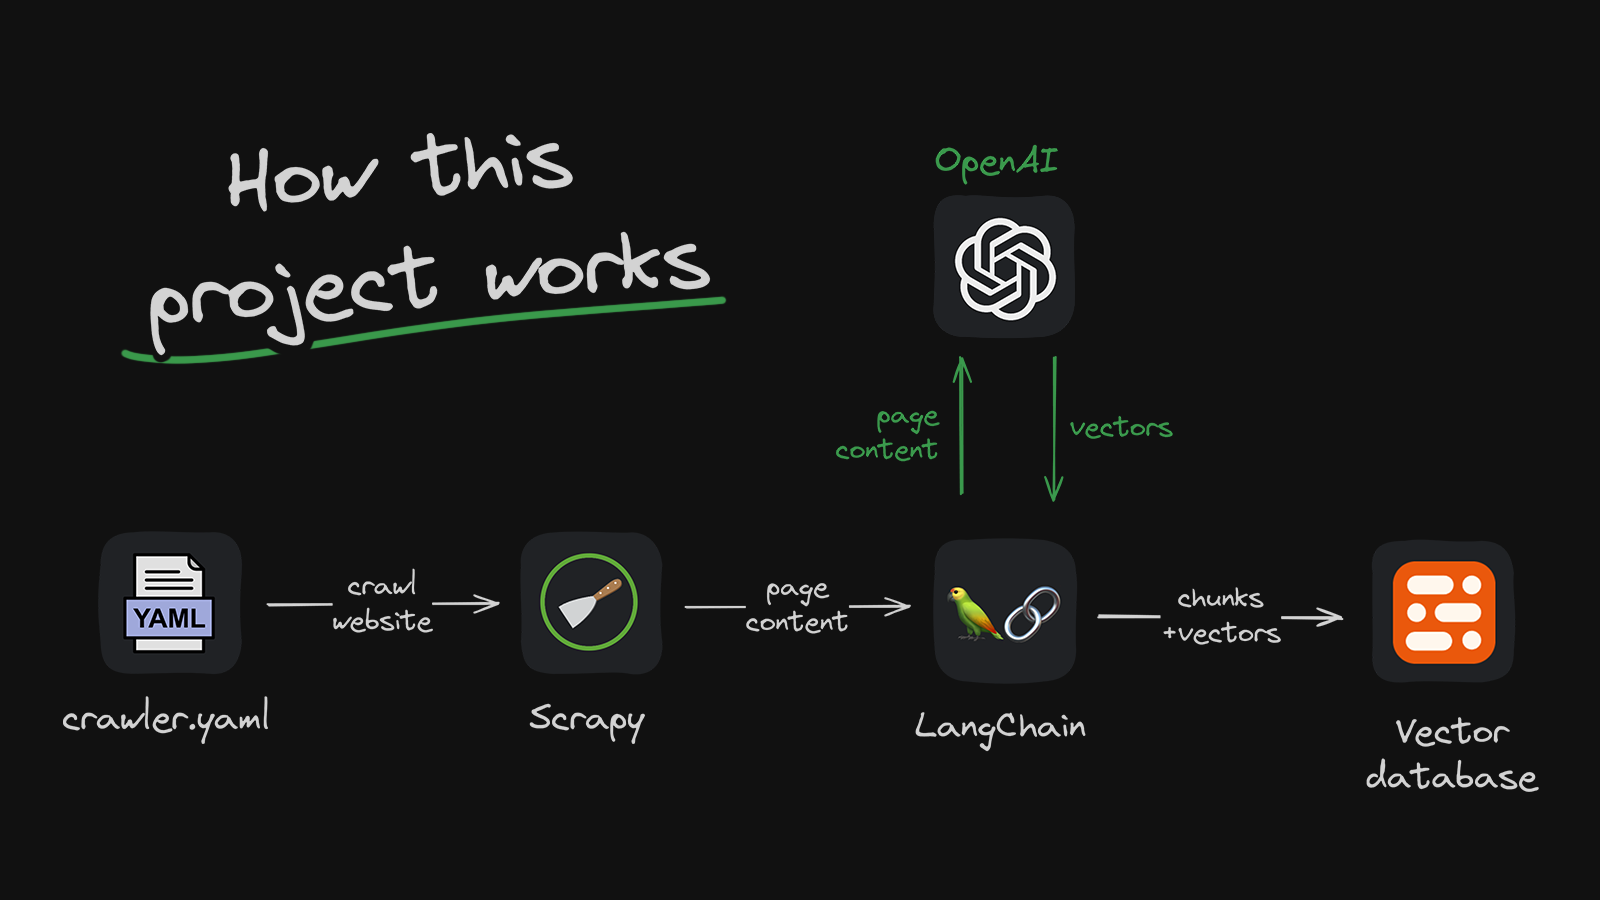 How this
project works
OpenAI
page
content
vectors
YAML
crawl
website
page
content
chunks
+vectors
crawler.yaml
Scrapy
LangChain
Vector
database